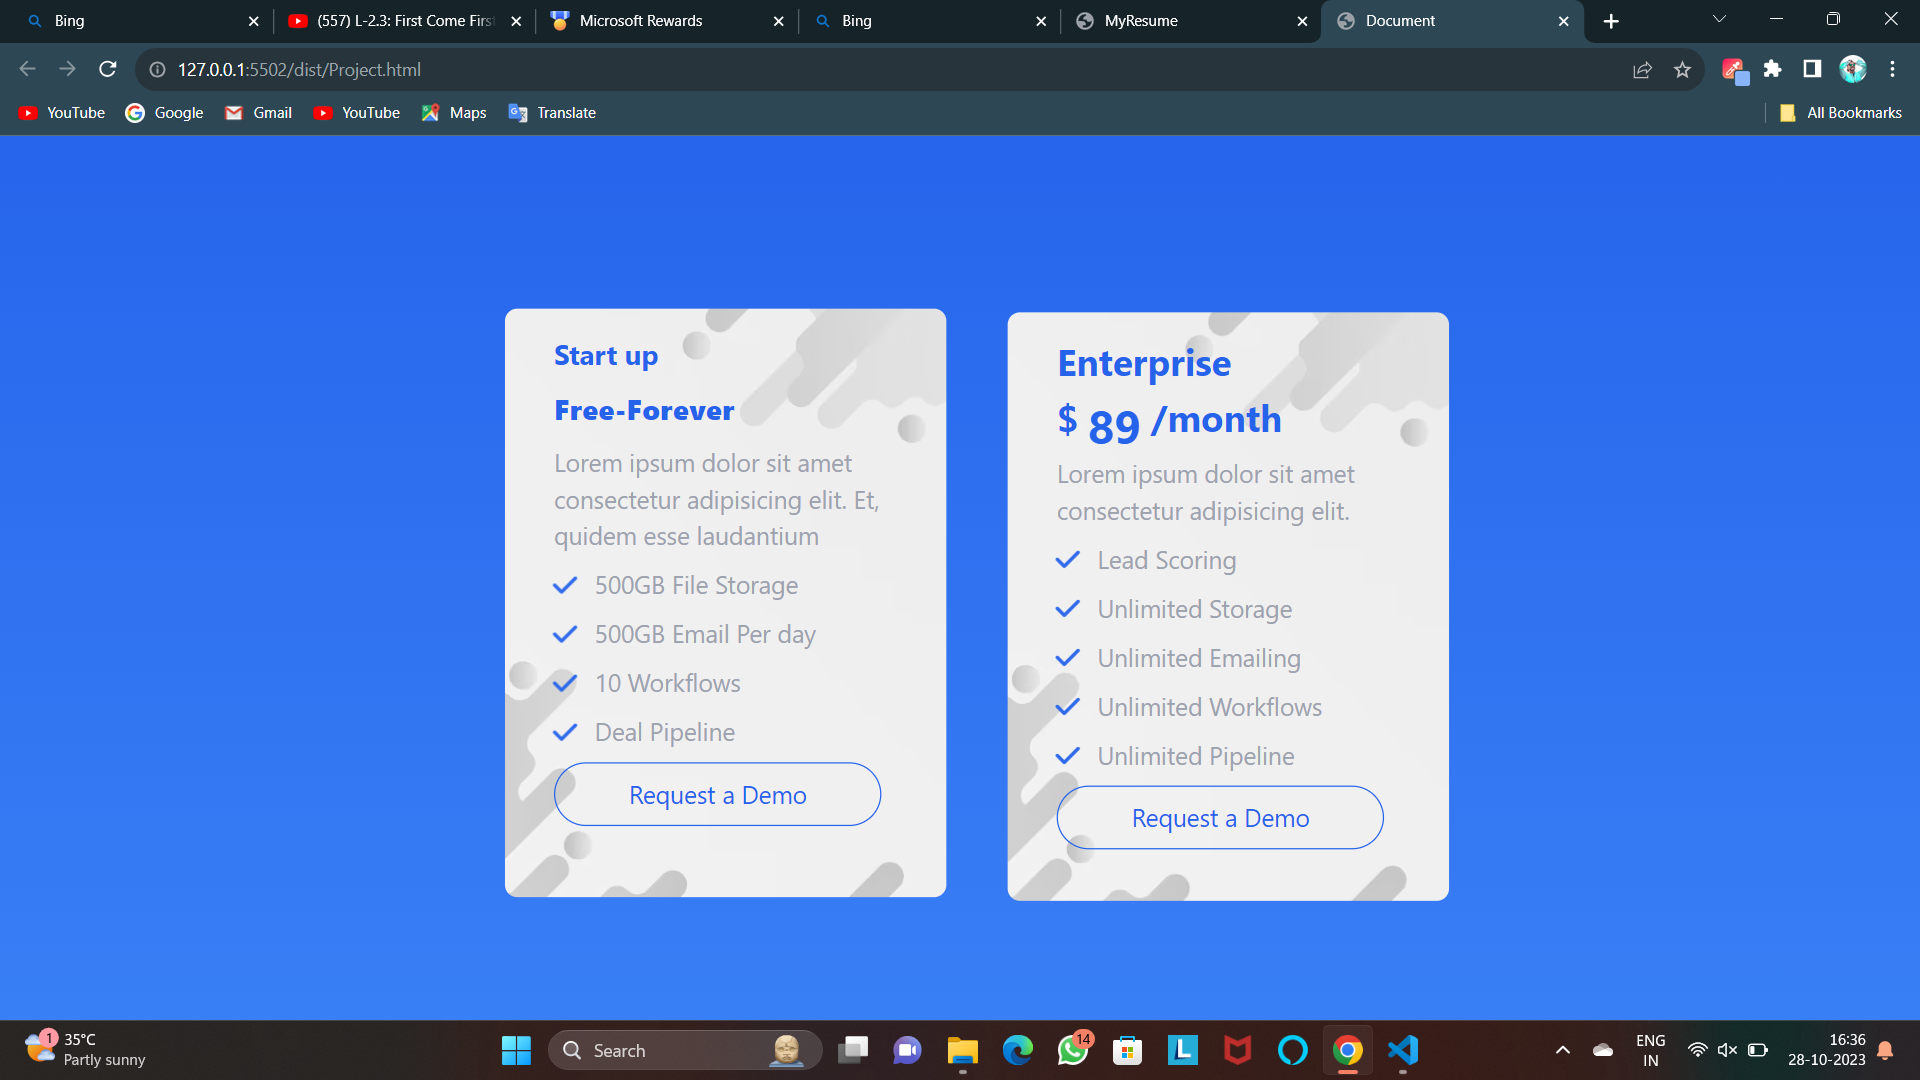 Bing
(557) L-2.3: First Come Firs
Microsoft Rewards
Bing
MyResume
Document
127.0.0.1:5502/dist/Project.html
YouTube
Google
Gmail
YouTube
Maps
Translate
All Bookmarks
Start up
Free-Forever
Lorem ipsum dolor sit amet
consectetur adipisicing elit. Et,
quidem esse laudantium
500GB File Storage
500GB Email Per day
10 Workflows
Deal Pipeline
Request a Demo
Enterprise
$ 89 /month
Lorem ipsum dolor sit amet
consectetur adipisicing elit.
Lead Scoring
Unlimited Storage
Unlimited Emailing
Unlimited Workflows
Unlimited Pipeline
Request a Demo
1
35°C
Partly sunny
Search
14
L
ENG
IN
16:36
28-10-2023